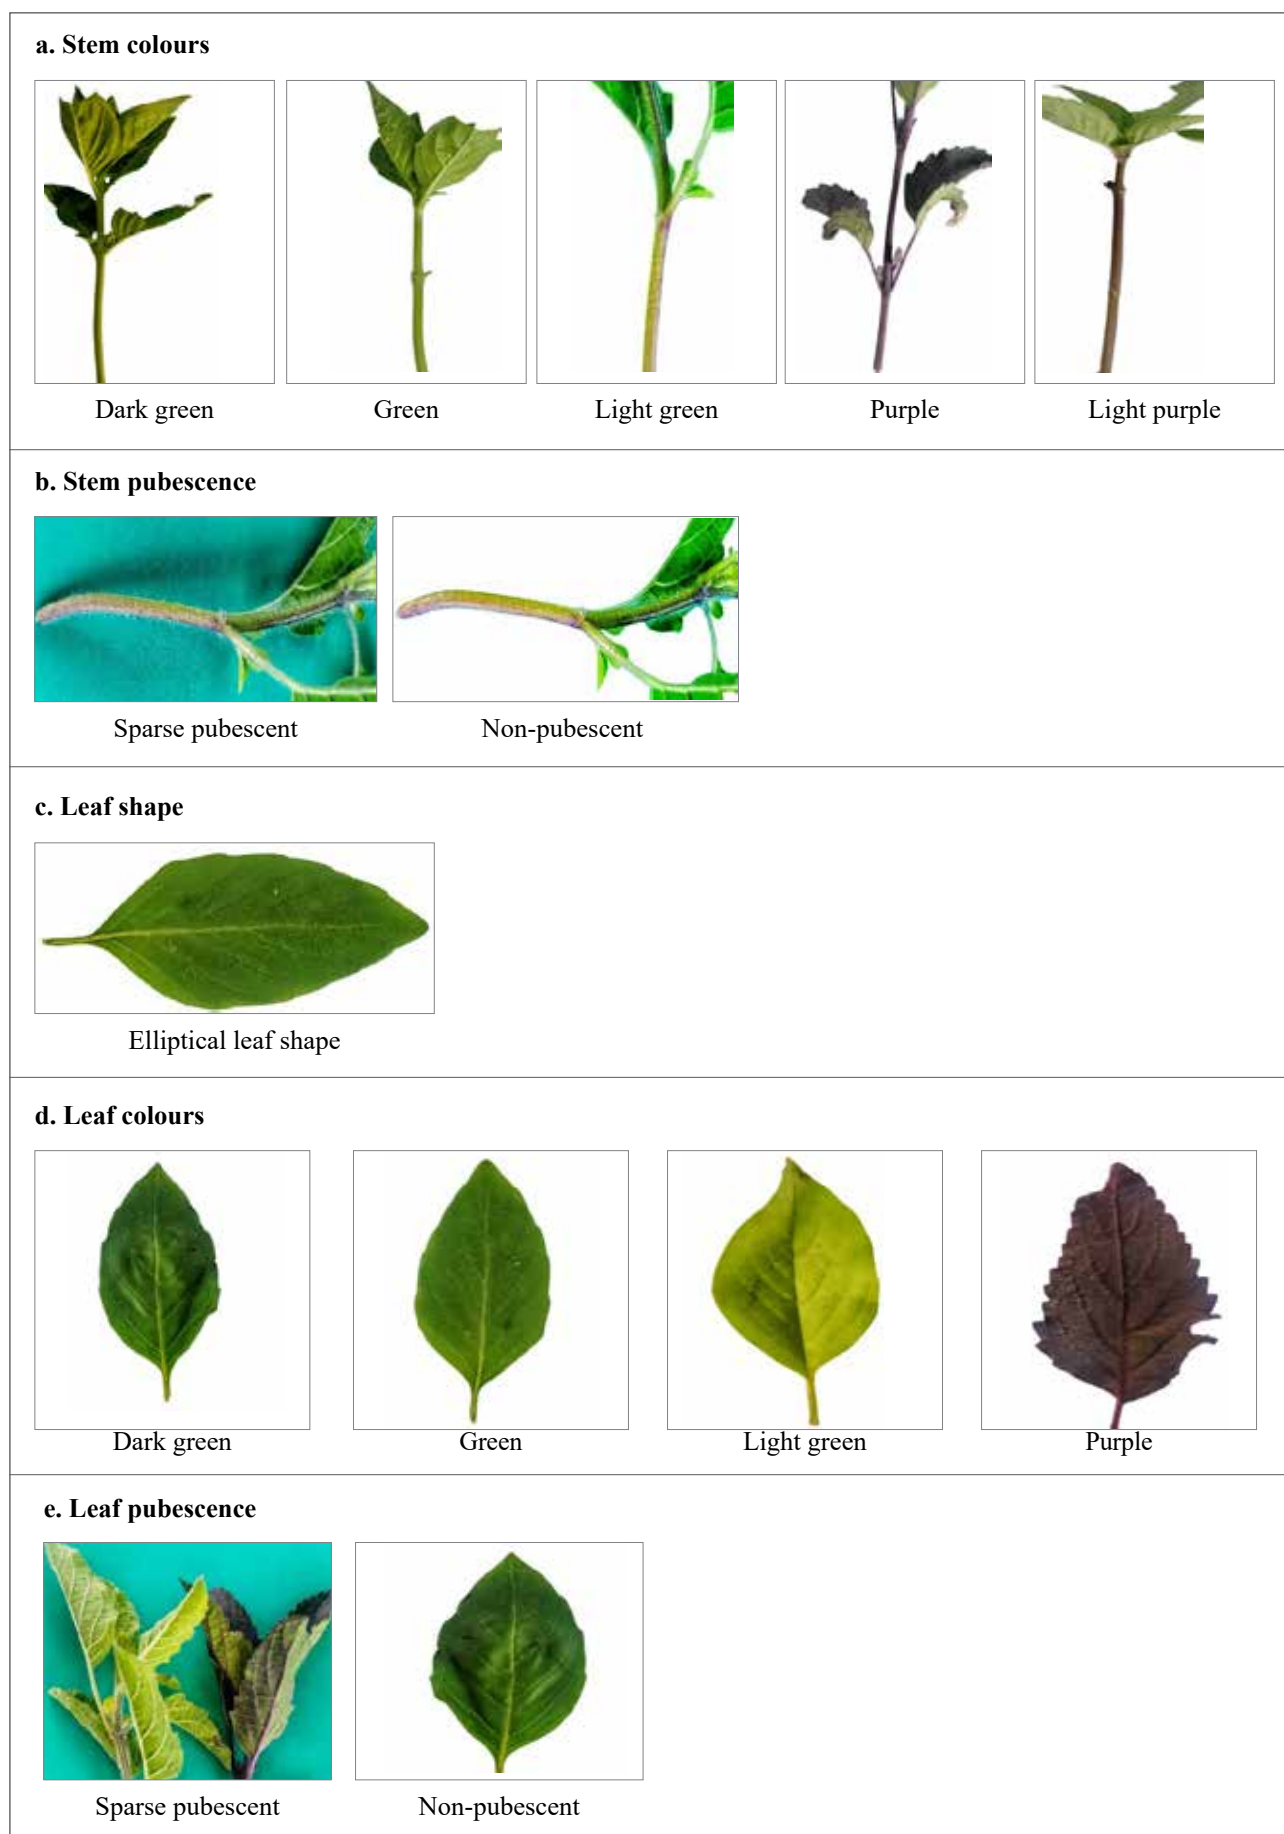 a. Stem colours
Dark green
Green
Light green
Purple
Light purple
b. Stem pubescence
Sparse pubescent
Non-pubescent
c. Leaf shape
Elliptical leaf shape
d. Leaf colours
Dark green
Green
Light green
Purple
e. Leaf pubescence
Sparse pubescent
Non-pubescent